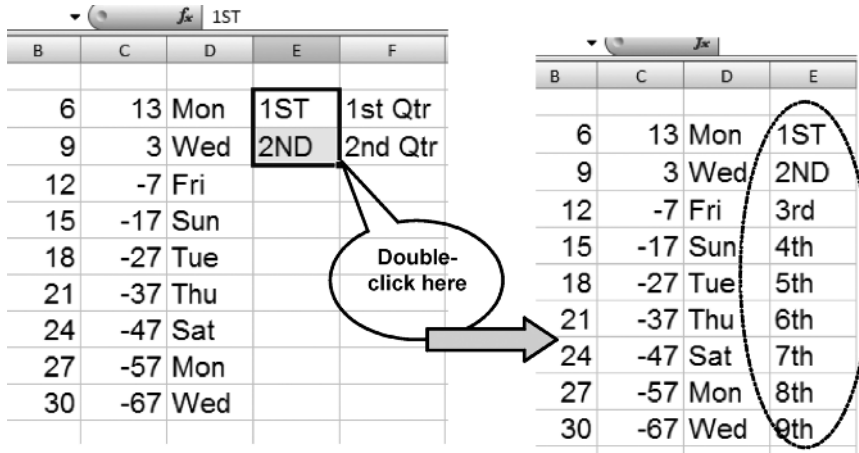 fx 1ST
B C D E F
6 13 Mon 1ST 1st Qtr
9 3 Wed 2ND 2nd Qtr
12 -7 Fri
15 -17 Sun
18 -27 Tue
21 -37 Thu
24 -47 Sat
27 -57 Mon
30 -67 Wed
Double-
click here
fx
B C D E
6 13 Mon 1ST
9 3 Wed 2ND
12 -7 Fri 3rd
15 -17 Sun 4th
18 -27 Tue 5th
21 -37 Thu 6th
24 -47 Sat 7th
27 -57 Mon 8th
30 -67 Wed 9th